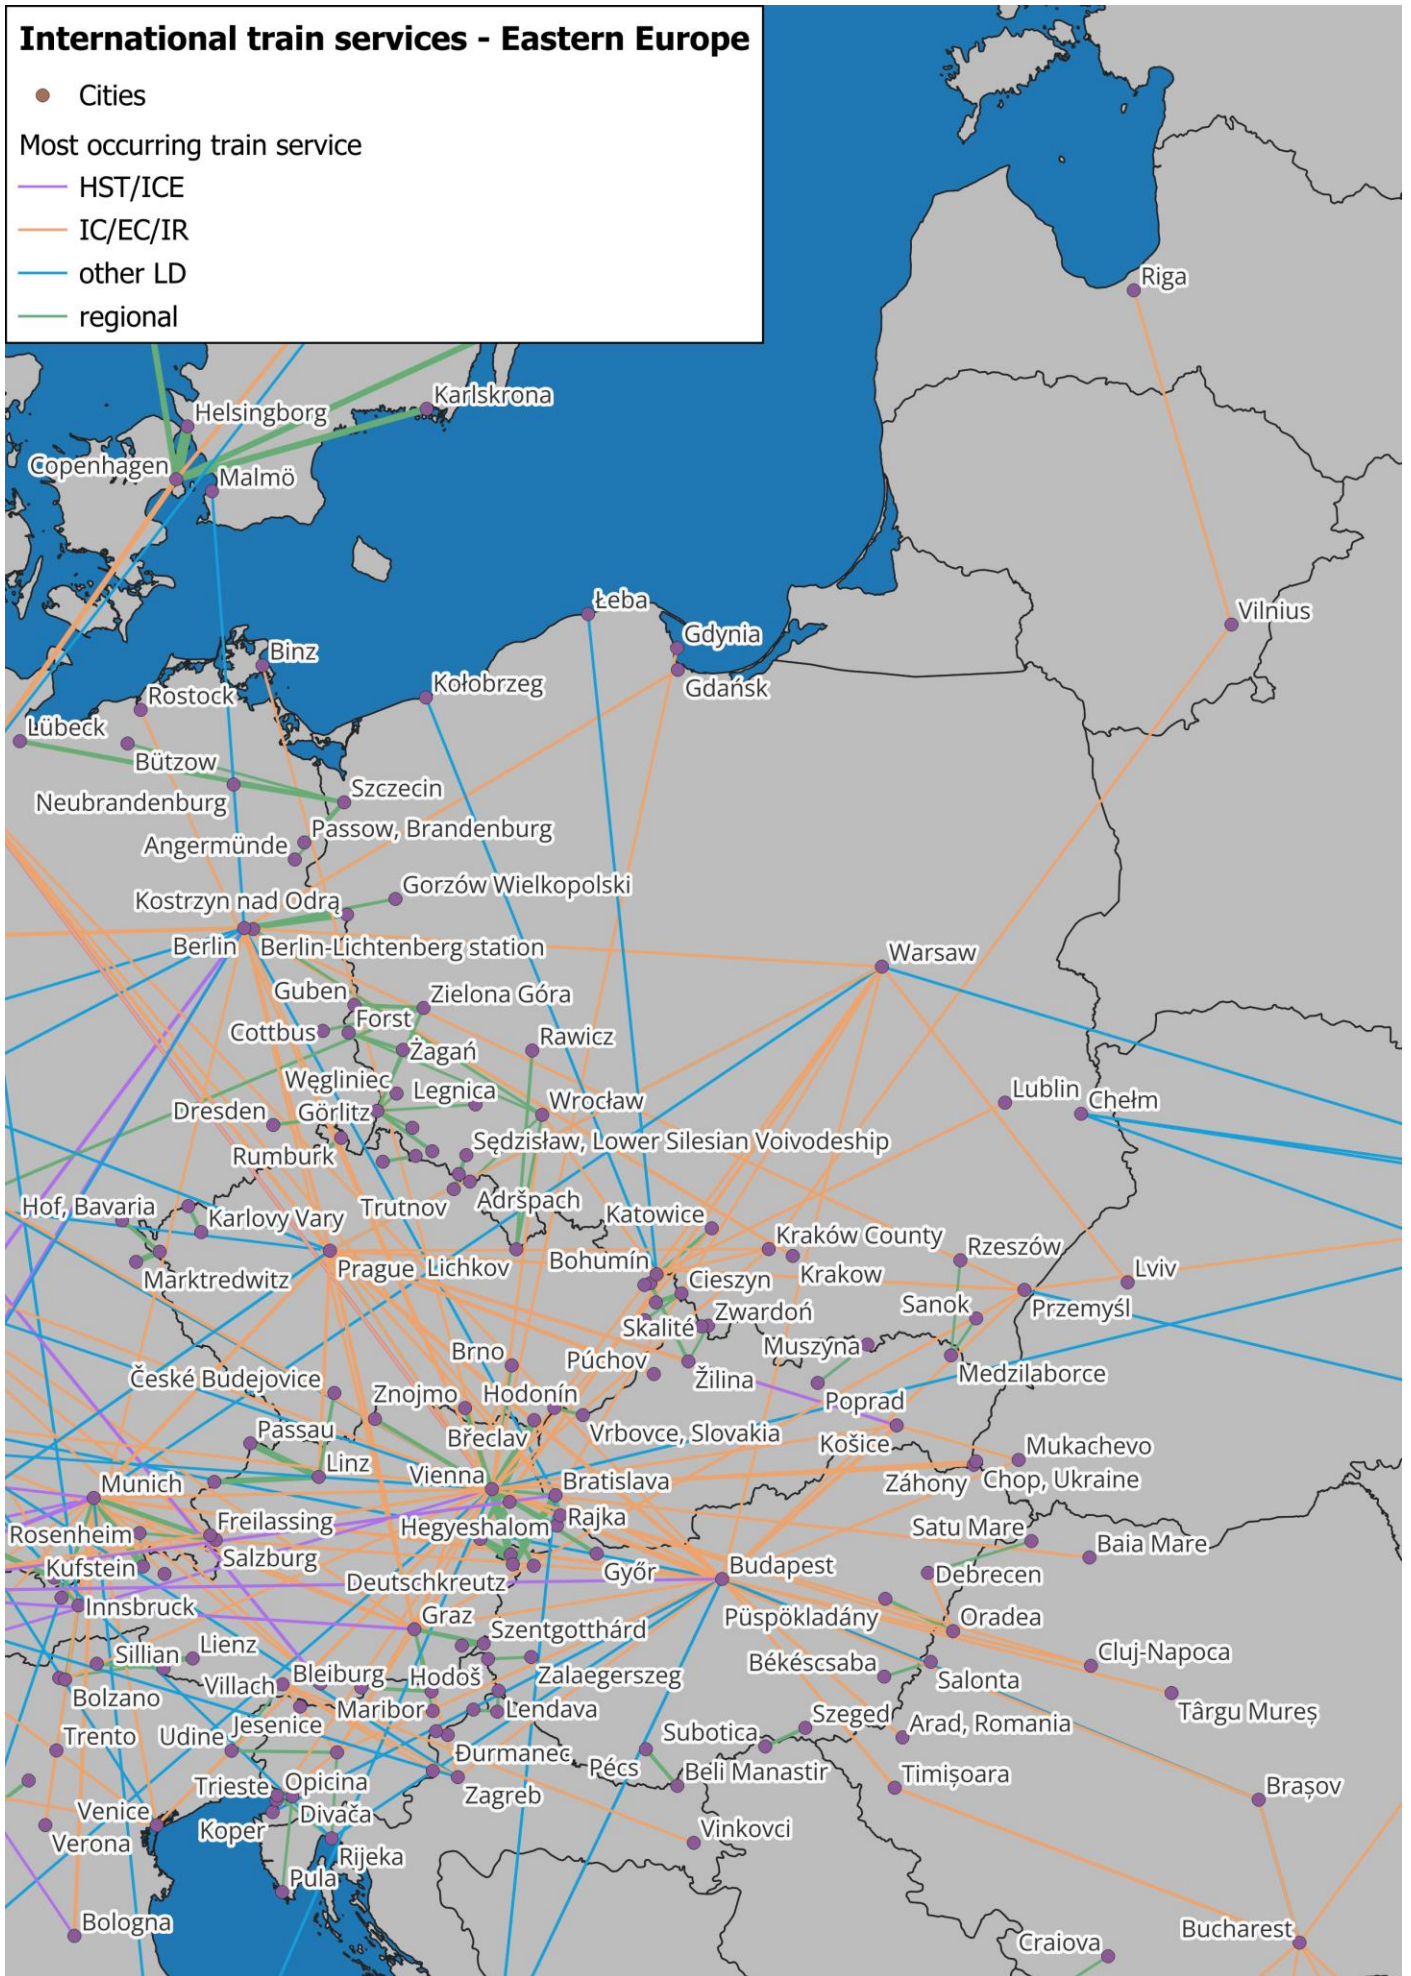 International train services - Eastern Europe
Cities
Most occurring train service
HST/ICE
IC/EC/IR
other LD
regional
Riga
Karlskrona
Helsingborg
Copenhagen
Malmö
Łeba
Vilnius
Gdynia
Binz
Gdańsk
Kołobrzeg
Rostock
Lübeck
Bützow
Szczecin
Neubrandenburg
Passow, Brandenburg
Angermünde
Gorzów Wielkopolski
Kostrzyn nad Odrą
Berlin
Berlin-Lichtenberg station
Warsaw
Guben
Zielona Góra
Forst
Cottbus
Rawicz
Żagań
Węgliniec
Legnica
Lublin
Chełm
Dresden
Görlitz
Wrocław
Rumburk
Sędzisław, Lower Silesian Voivodeship
Hof, Bavaria
Trutnov
Adršpach
Karlovy Vary
Katowice
Kraków County
Rzeszów
Marktredwitz
Prague
Lichkov
Bohumín
Krakow
Lviv
Cieszyn
Przemyśl
Sanok
Skalité
Zwardoń
Brno
Púchov
Muszyna
České Budejovice
Žilina
Medzilaborce
Znojmo
Hodonín
Poprad
Passau
Břeclav
Vrbovce, Slovakia
Košice
Mukachevo
Linz
Vienna
Bratislava
Záhony
Chop, Ukraine
Munich
Rosenheim
Freilassing
Hegyeshalom
Rajka
Satu Mare
Baia Mare
Kufstein
Salzburg
Győr
Budapest
Debrecen
Deutschkreutz
Innsbruck
Graz
Szentgotthárd
Püspökladány
Oradea
Sillian
Lienz
Cluj-Napoca
Bolzano
Villach
Bleiburg
Hodoš
Zalaegerszeg
Békéscsaba
Salonta
Târgu Mureș
Trento
Udine
Jesenice
Maribor
Lendava
Szeged
Subotica
Arad, Romania
Đurmanec
Pécs
Beli Manastir
Timișoara
Brașov
Trieste
Opicina
Zagreb
Venice
Divača
Verona
Koper
Vinkovci
Rijeka
Pula
Bologna
Bucharest
Craiova